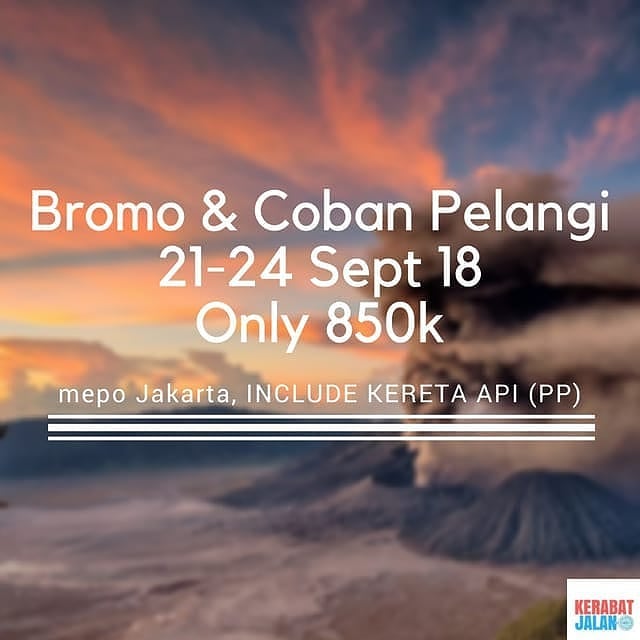 Bromo & Coban Pelangi
21-24 Sept 18
Only 850k
mepo Jakarta, INCLUDE KERETA API (PP)
KERABAT
JALAN